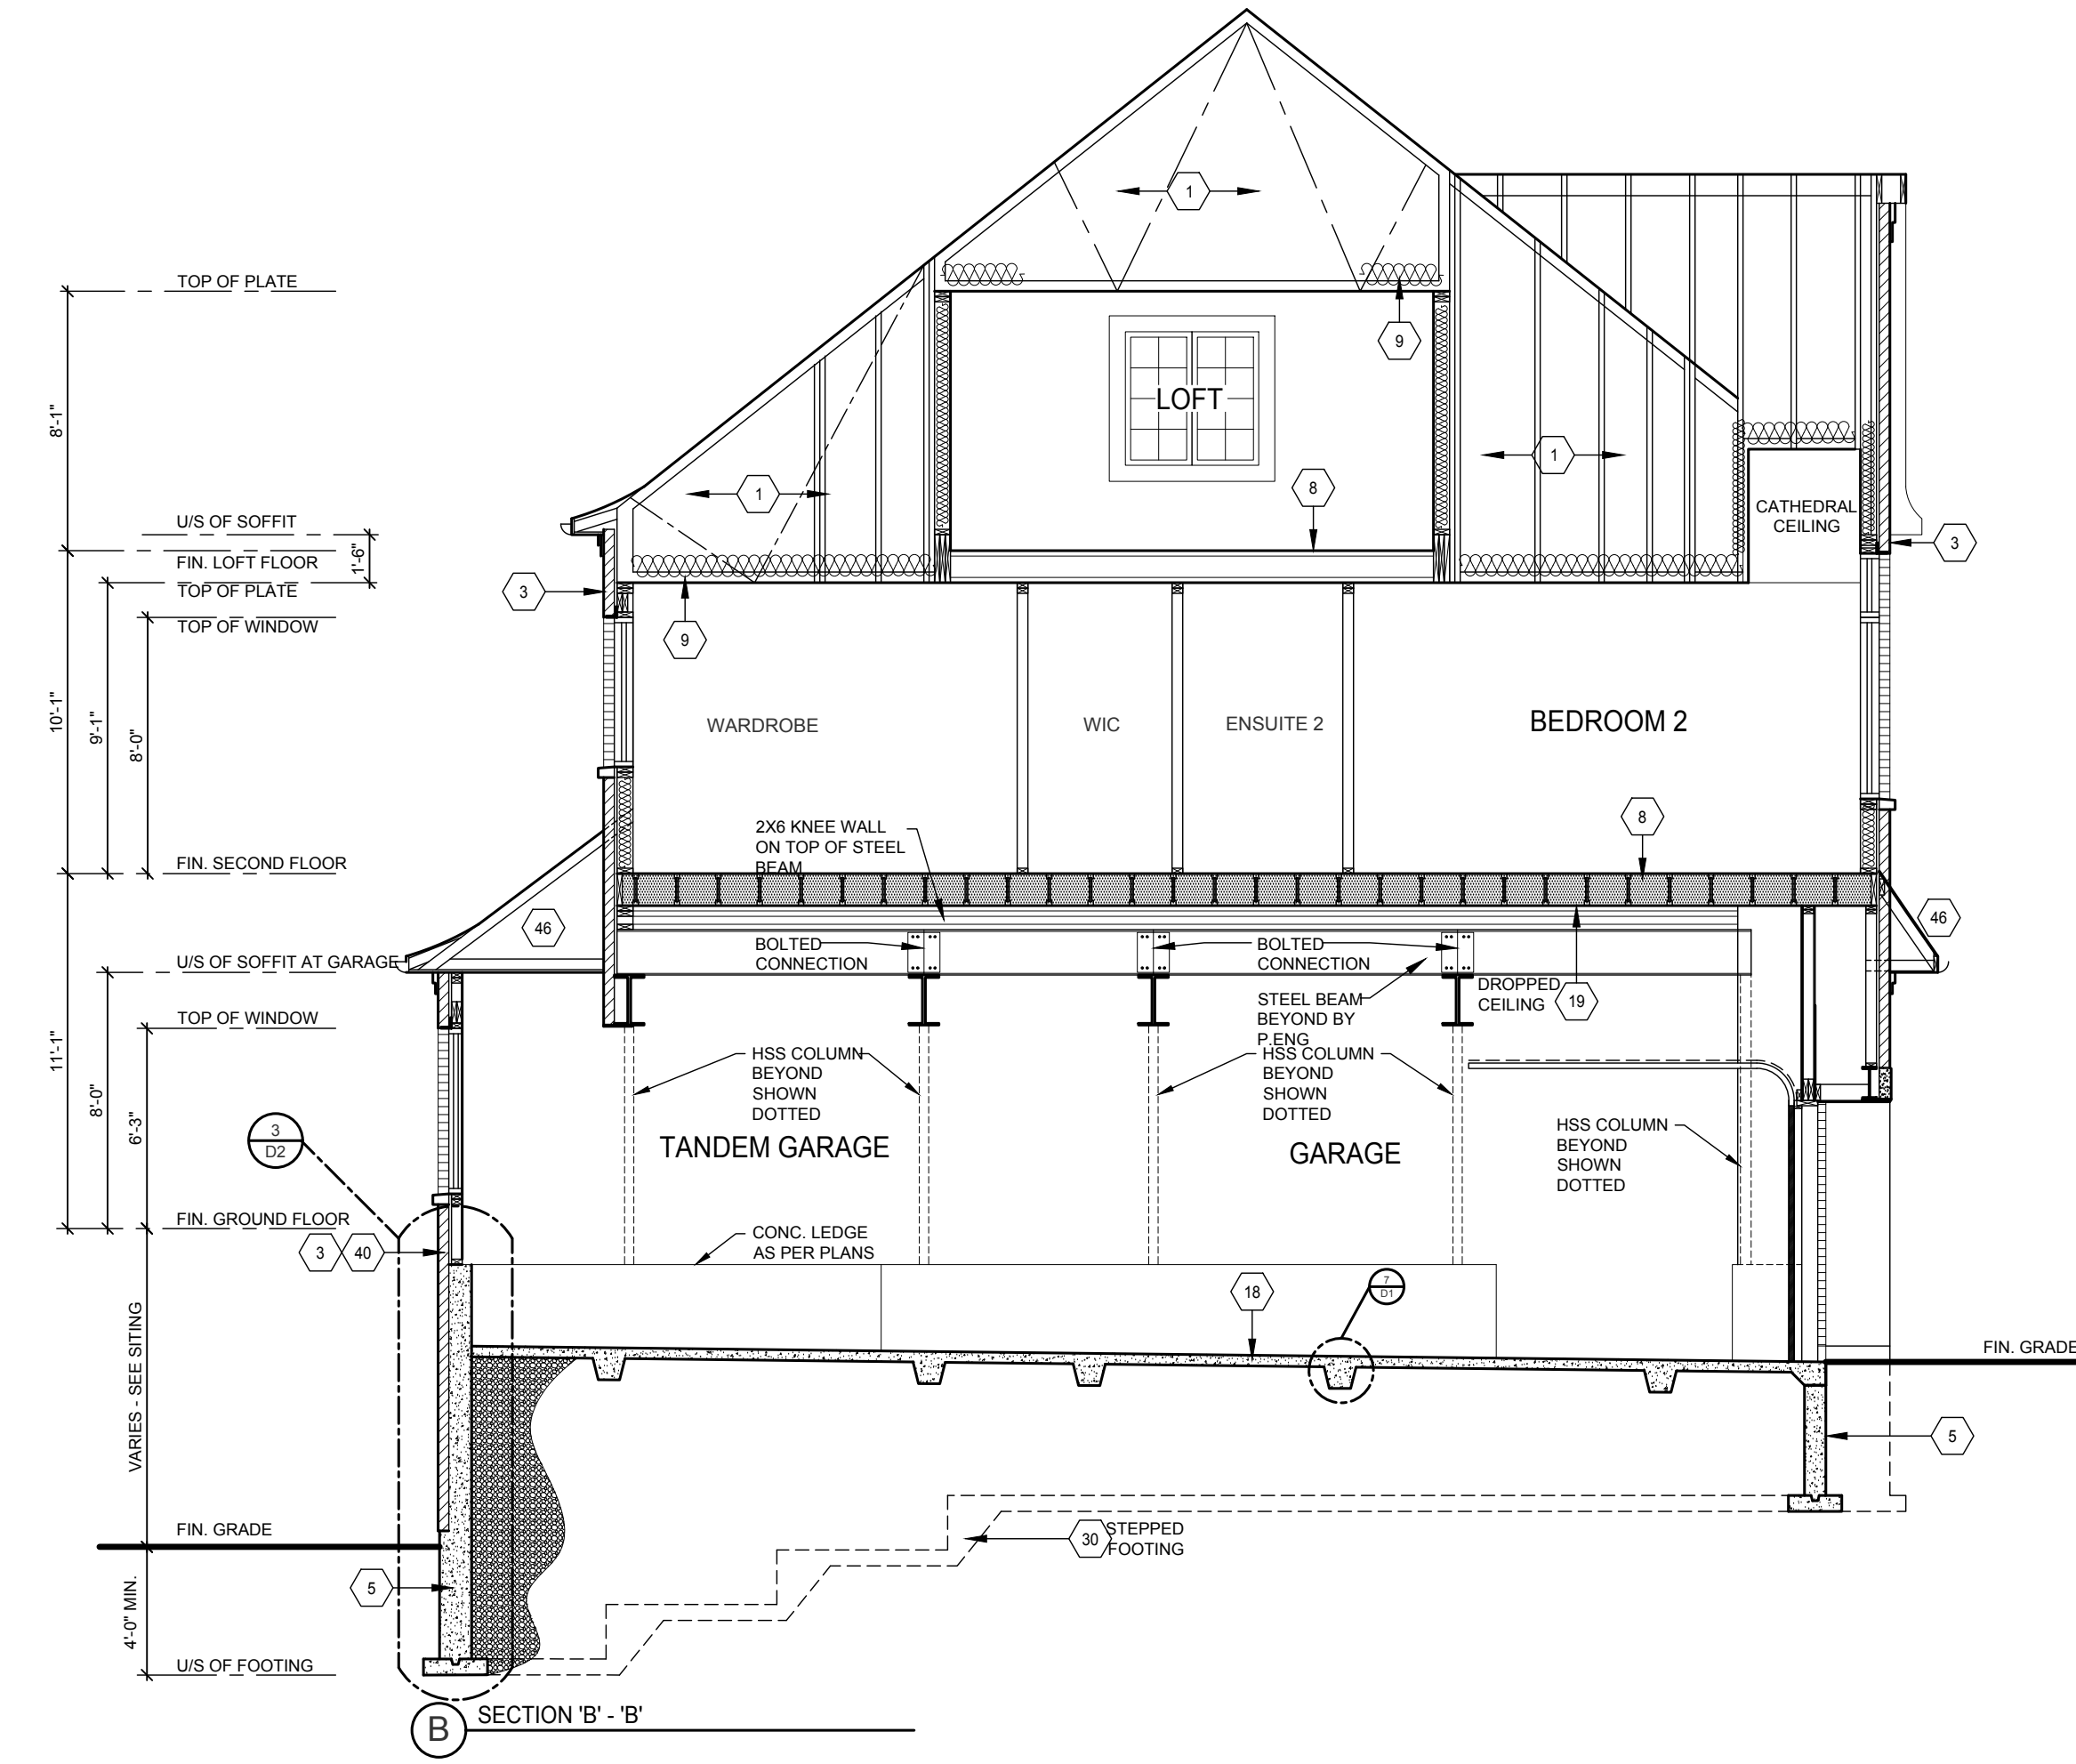 1
TOP OF PLATE
9
8'-1"
LOFT
1
1
8
CATHEDRAL
CEILING
U/S OF SOFFIT
1'-6"
FIN. LOFT FLOOR
3
3
TOP OF PLATE
TOP OF WINDOW
9
10'-1"
9'-1"
8'-0"
WARDROBE
WIC
ENSUITE 2
BEDROOM 2
8
2X6 KNEE WALL
ON TOP OF STEEL
BEAM
FIN. SECOND FLOOR
46
46
BOLTED
CONNECTION
BOLTED
CONNECTION
U/S OF SOFFIT AT GARAGE
DROPPED
CEILING
19
STEEL BEAM
BEYOND BY
P.ENG
TOP OF WINDOW
11'-1"
8'-0"
6'-3"
HSS COLUMN
BEYOND
SHOWN
DOTTED
HSS COLUMN
BEYOND
SHOWN
DOTTED
HSS COLUMN
BEYOND
SHOWN
DOTTED
3
D2
TANDEM GARAGE
GARAGE
FIN. GROUND FLOOR
3
40
CONC. LEDGE
AS PER PLANS
18
7
D1
VARIES - SEE SITING
FIN. GRADE
5
FIN. GRADE
30
STEPPED
FOOTING
5
4'-0" MIN.
U/S OF FOOTING
B
SECTION 'B' - 'B'